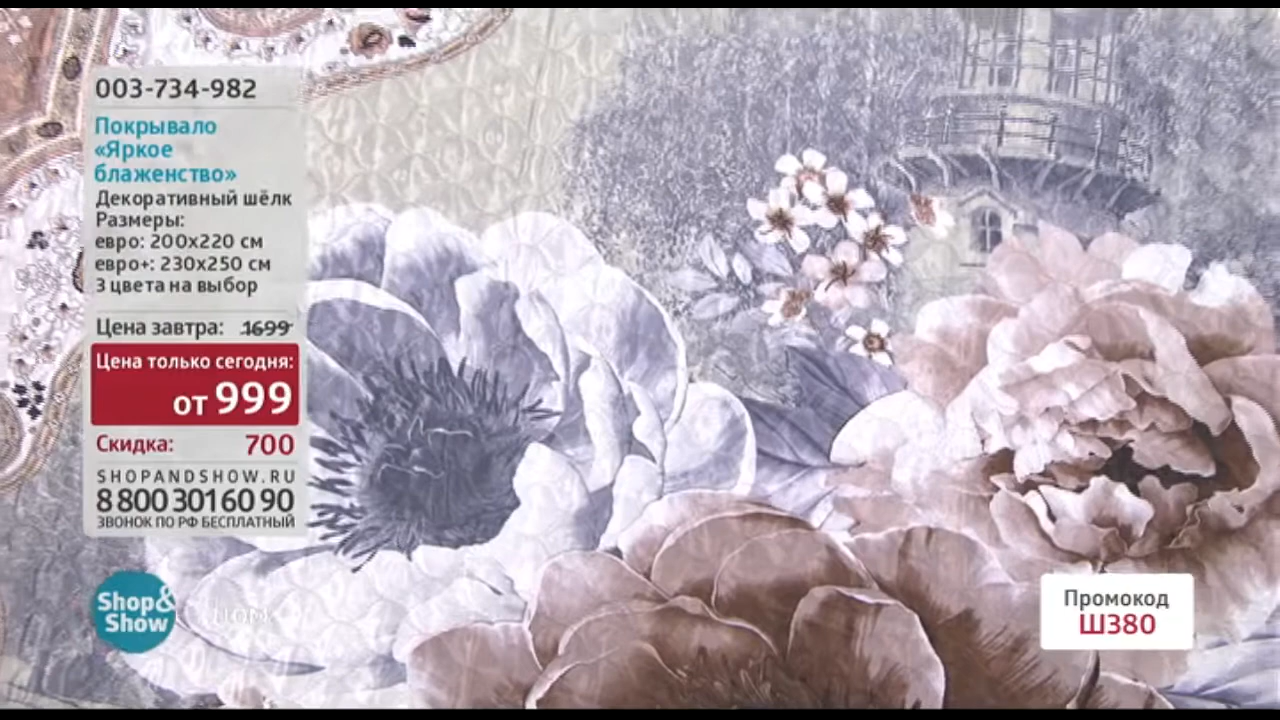 003-734-982
Покрывало
«Яркое
блаженство»
Декоративный шёлк
Размеры:
евро: 200х220 см
евро+: 230х250 см
3 цвета на выбор
Цена завтра: 1699
Цена только сегодня:
от 999
Скидка: 700
SHOPANDSHOW.RU
8 800 301 60 90
ЗВОНОК ПО РФ БЕСПЛАТНЫЙ
Shop&
Show
Промокод
Ш380